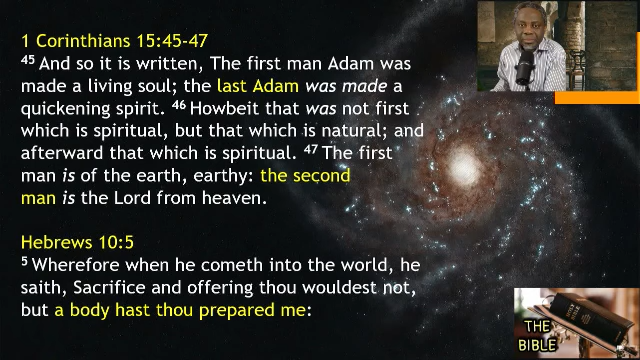 1 Corinthians 15:45-47
45 And so it is written, The first man Adam was
made a living soul; the last Adam was made a
quickening spirit. 46 Howbeit that was not first
which is spiritual, but that which is natural; and
afterward that which is spiritual. 47 The first
man is of the earth, earthy: the second
man is the Lord from heaven.
Hebrews 10:5
5 Wherefore when he cometh into the world, he
saith, Sacrifice and offering thou wouldest not,
but a body hast thou prepared me:
THE
BIBLE
HOLY
BIBLE